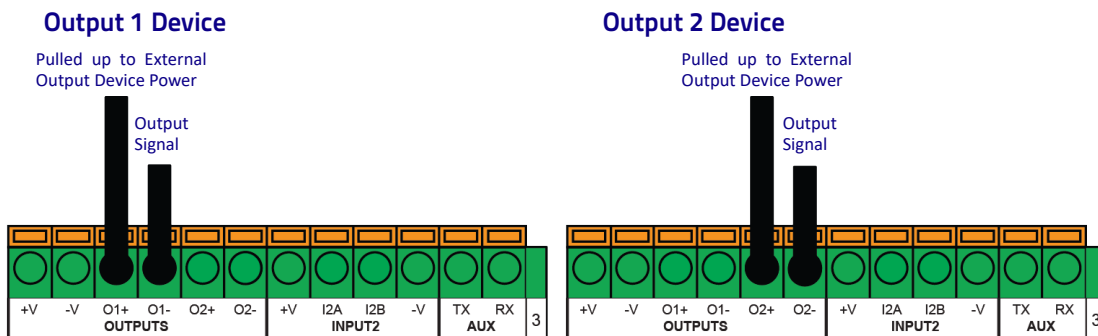 Output 1 Device
Pulled up to External
Output Device Power
Output
Signal
+V -V O1+ O1- O2+ O2- +V I2A I2B -V TX RX 3
OUTPUTS INPUT2 AUX
Output 2 Device
Pulled up to External
Output Device Power
Output
Signal
+V -V O1+ O1- O2+ O2- +V I2A I2B -V TX RX 3
OUTPUTS INPUT2 AUX